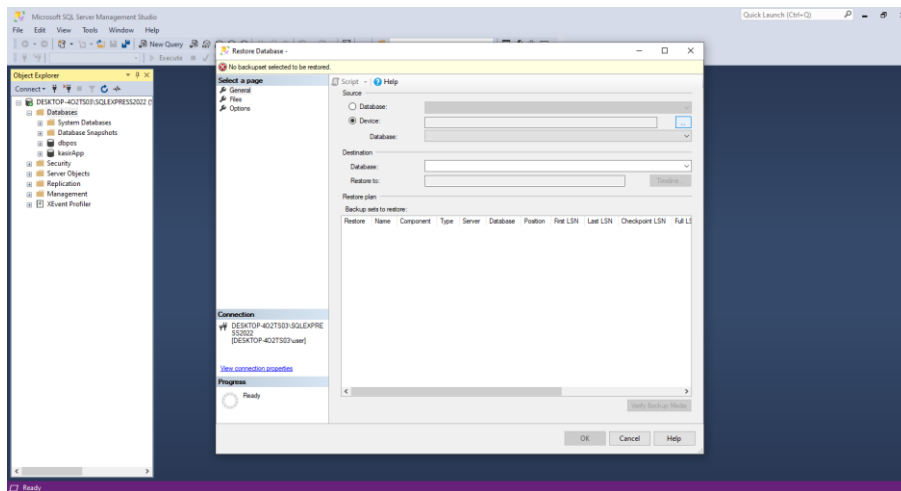 Microsoft SQL Server Management Studio
Quick Launch (Ctrl+Q)
File Edit View Tools Window Help
New Query
Execute
Object Explorer
Connect
DESKTOP-4O2TS03\SQLEXPRESS2022 (S
Databases
System Databases
Database Snapshots
dbpos
kasirApp
Security
Server Objects
Replication
Management
XEvent Profiler
Restore Database -
No backupset selected to be restored.
Select a page
General
Files
Options
Script Help
Source
Database:
Device:
...
Database:
Destination
Database:
Restore to:
Timeline...
Restore plan
Backup sets to restore:
Restore Name Component Type Server Database Position First LSN Last LSN Checkpoint LSN Full LS
Connection
DESKTOP-4O2TS03\SQLEXPRE
SS2022
[DESKTOP-4O2TS03\user]
View connection properties
Progress
Ready
Verify Backup Media
OK Cancel Help
Ready